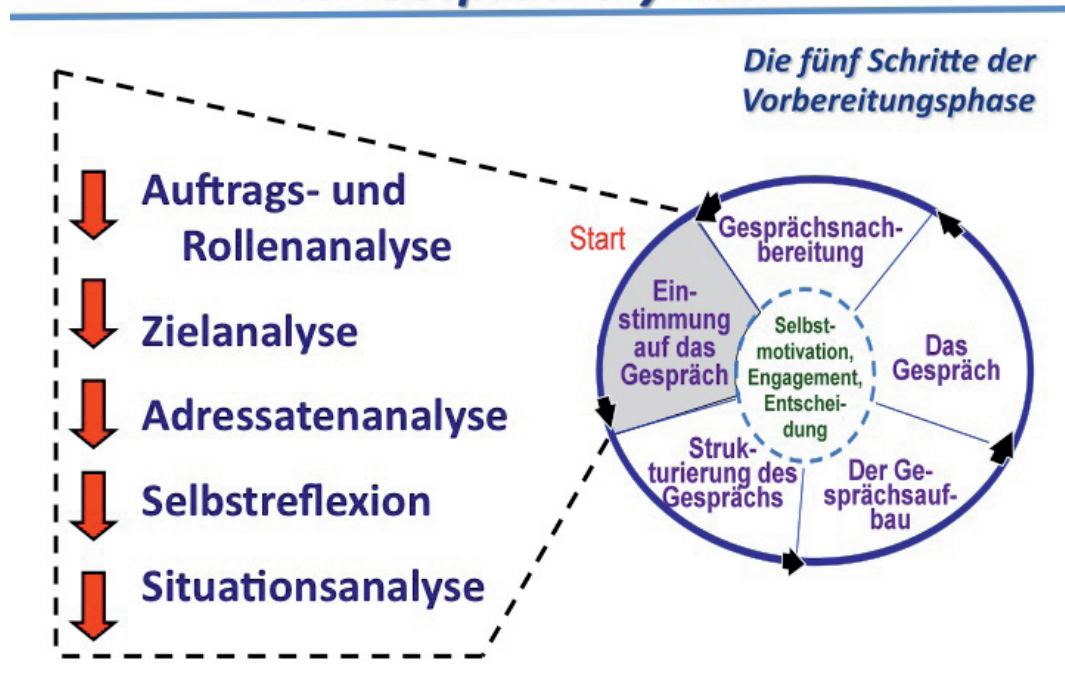 Die fünf Schritte der
Vorbereitungsphase
Auftrags- und
Rollenanalyse
Zielanalyse
Adressatenanalyse
Selbstreflexion
Situationsanalyse
Start
Gesprächsnach-
bereitung
Ein-
stimmung
auf das
Gespräch
Selbst-
motivation,
Engagement,
Entschei-
dung
Das
Gespräch
Struk-
turierung des
Gesprächs
Der Ge-
sprächsauf-
bau